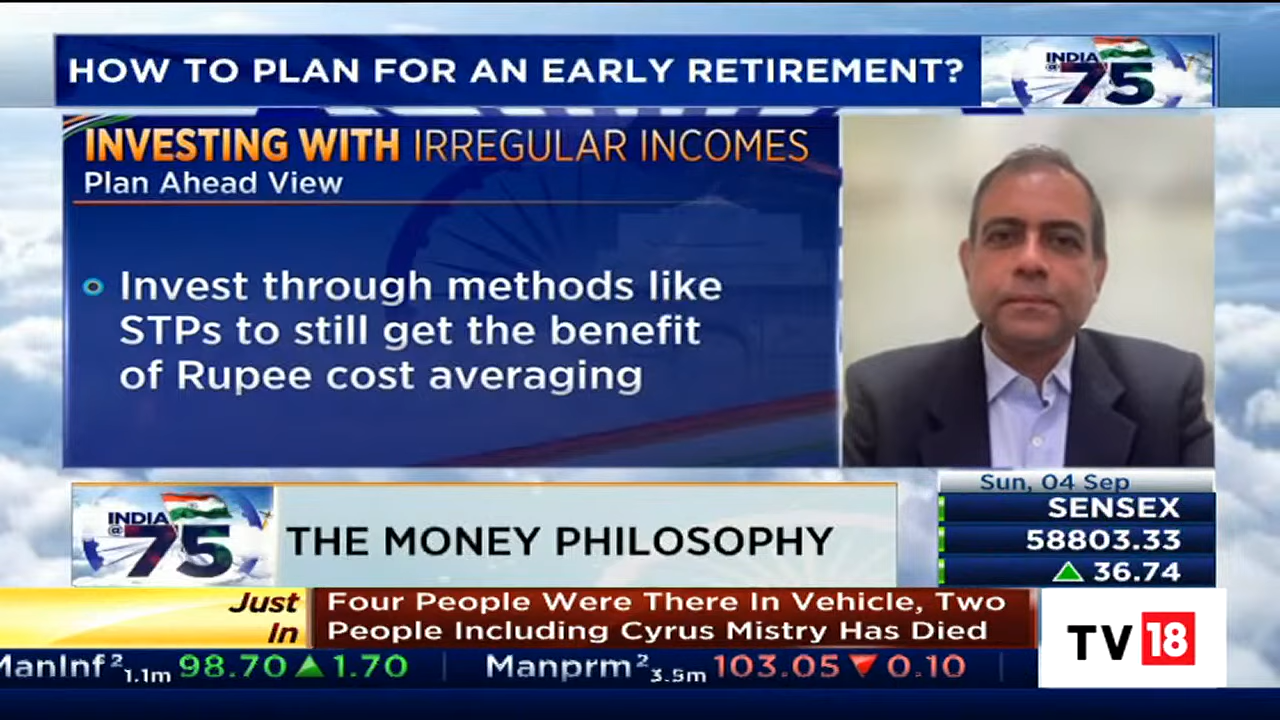 HOW TO PLAN FOR AN EARLY RETIREMENT?
INDIA
@
75
INVESTING WITH IRREGULAR INCOMES
Plan Ahead View
Invest through methods like
STPs to still get the benefit
of Rupee cost averaging
INDIA
@
75
THE MONEY PHILOSOPHY
Sun, 04 Sep
SENSEX
58803.33
▲ 36.74
Just
In
Four People Were There In Vehicle, Two
People Including Cyrus Mistry Has Died
TV18
ManInf² 1.1m 98.70 ▲ 1.70 Manprm² 3.5m 103.05 ▼ 0.10